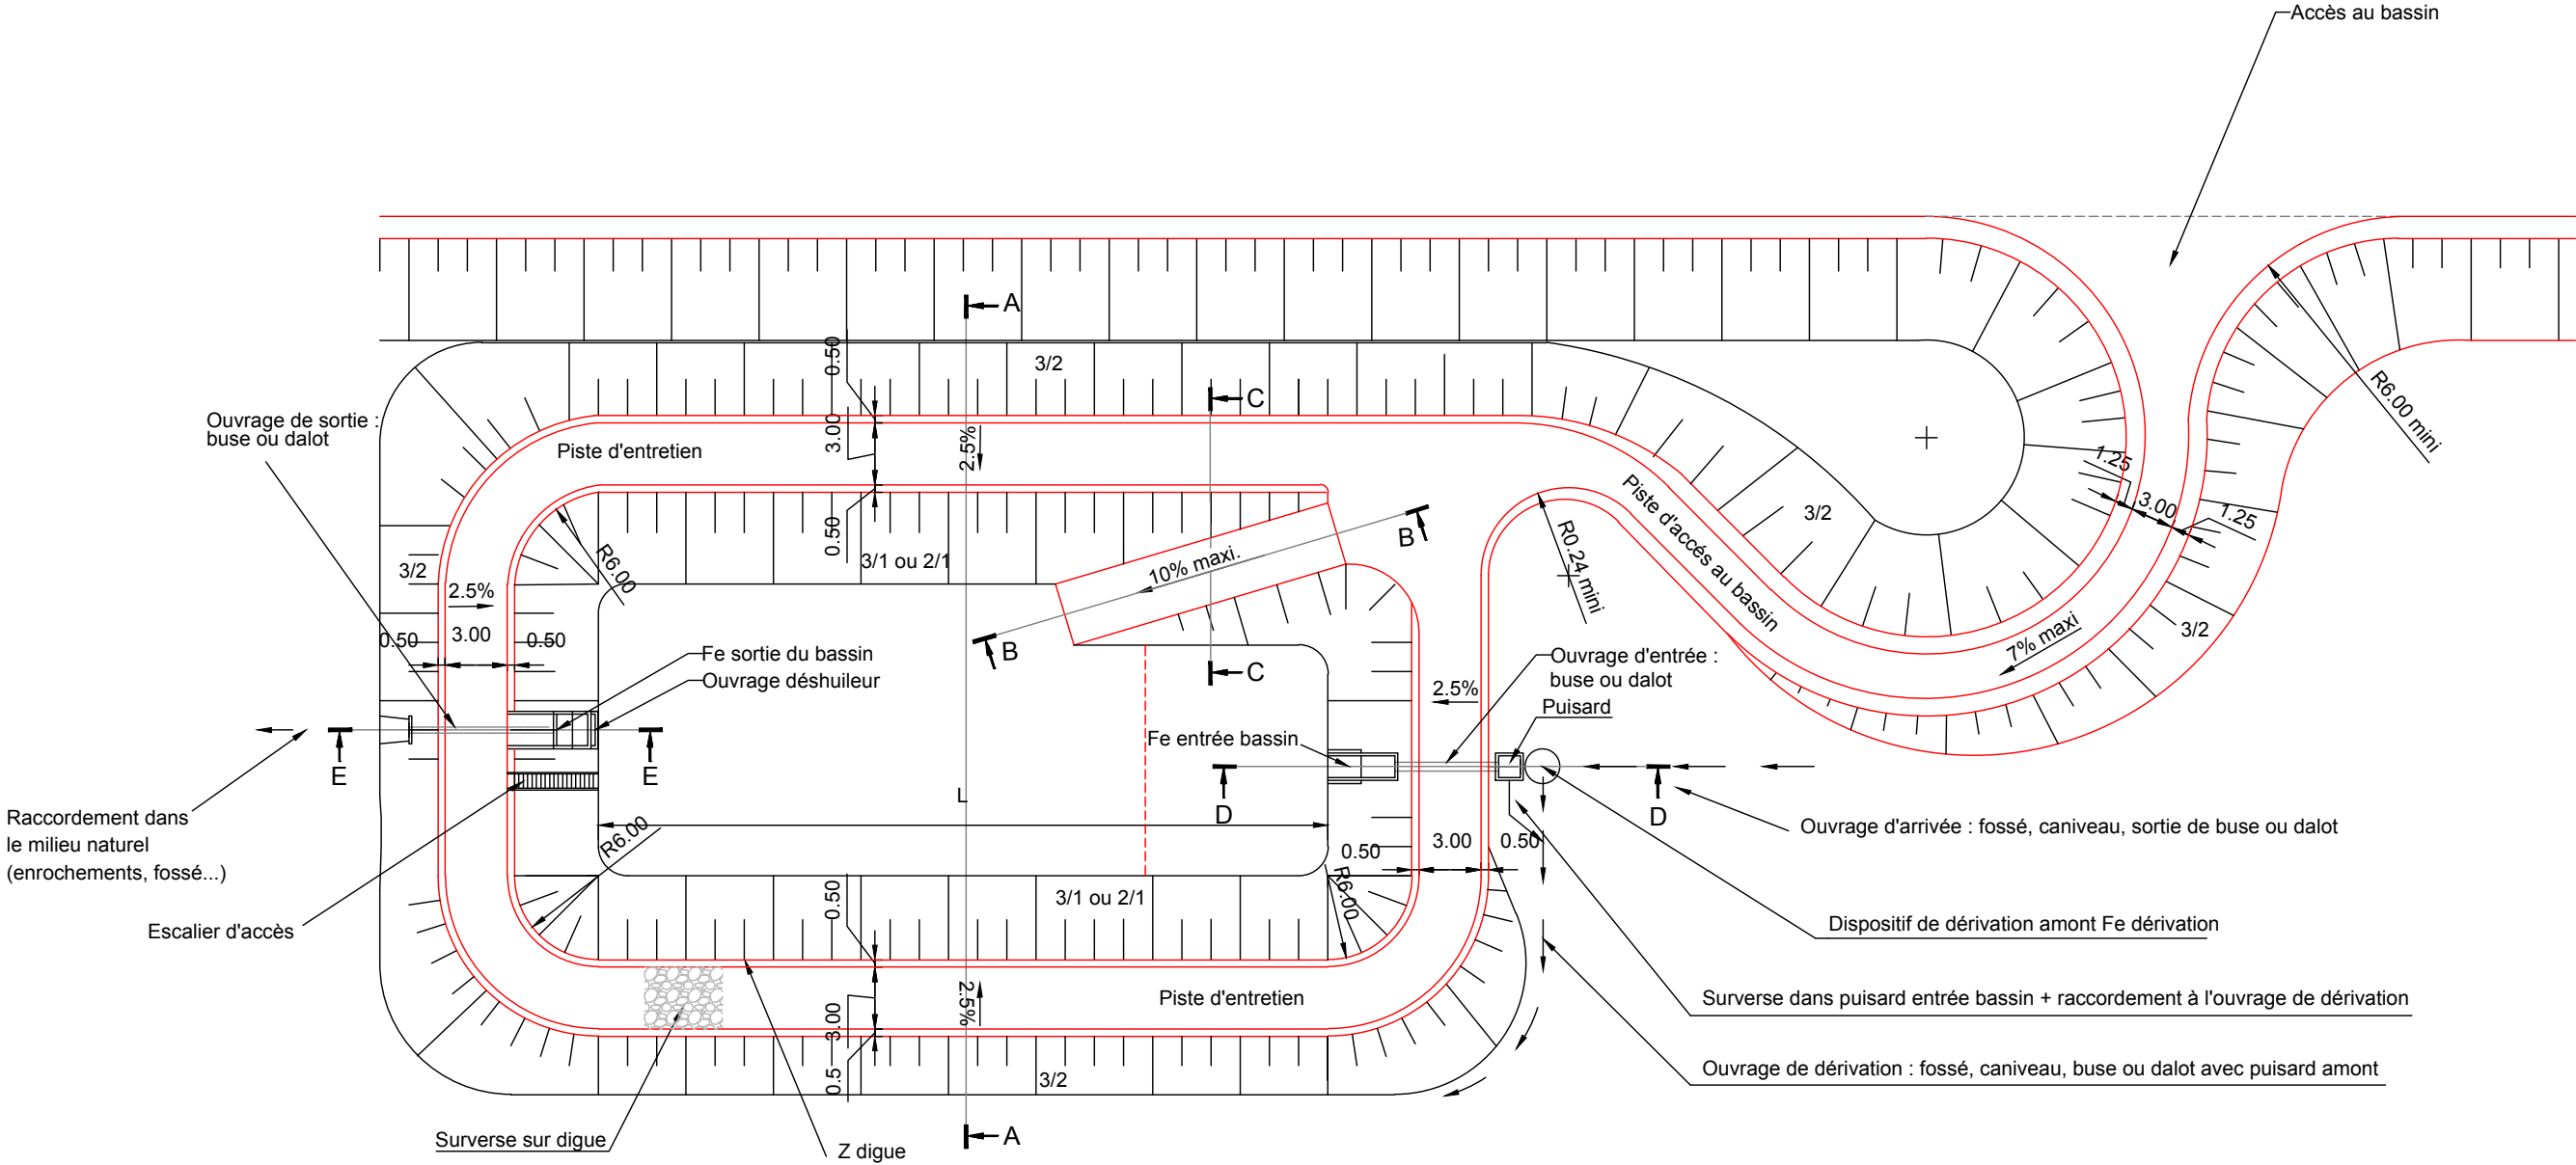 Accès au bassin
A
0.50
3/2
C
R6.00 mini
Ouvrage de sortie :
buse ou dalot
3.00
Piste d'entretien
2.5%
1.25
3.00
1.25
Piste d'accés au bassin
3/2
B
0.50
R6.00
3/1 ou 2/1
10% maxi.
R0.24 mini
3/2
2.5%
0.50
3.00
0.50
B
7% maxi
3/2
Fe sortie du bassin
Ouvrage déshuileur
C
Ouvrage d'entrée :
buse ou dalot
2.5%
Puisard
Fe entrée bassin
E
E
L
D
D
Raccordement dans
le milieu naturel
(enrochements, fossé...)
R6.00
Ouvrage d'arrivée : fossé, caniveau, sortie de buse ou dalot
0.50
3.00
0.50
R6.00
0.50
3/1 ou 2/1
Escalier d'accès
Dispositif de dérivation amont Fe dérivation
3.00
2.5%
Piste d'entretien
Surverse dans puisard entrée bassin + raccordement à l'ouvrage de dérivation
0.5
3/2
Ouvrage de dérivation : fossé, caniveau, buse ou dalot avec puisard amont
Surverse sur digue
Z digue
A